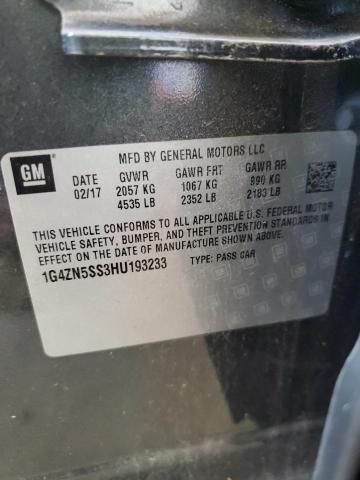 MFD BY GENERAL MOTORS LLC
GM
DATE GVWR GAWR FRT GAWR RR
02/17 2057 KG 1067 KG 990 KG
4535 LB 2352 LB 2183 LB
THIS VEHICLE CONFORMS TO ALL APPLICABLE U.S. FEDERAL MOTOR
VEHICLE SAFETY, BUMPER, AND THEFT PREVENTION STANDARDS
IN EFFECT ON THE DATE OF MANUFACTURE SHOWN ABOVE.
1G4ZN5SS3HU193233 TYPE: PASS CAR